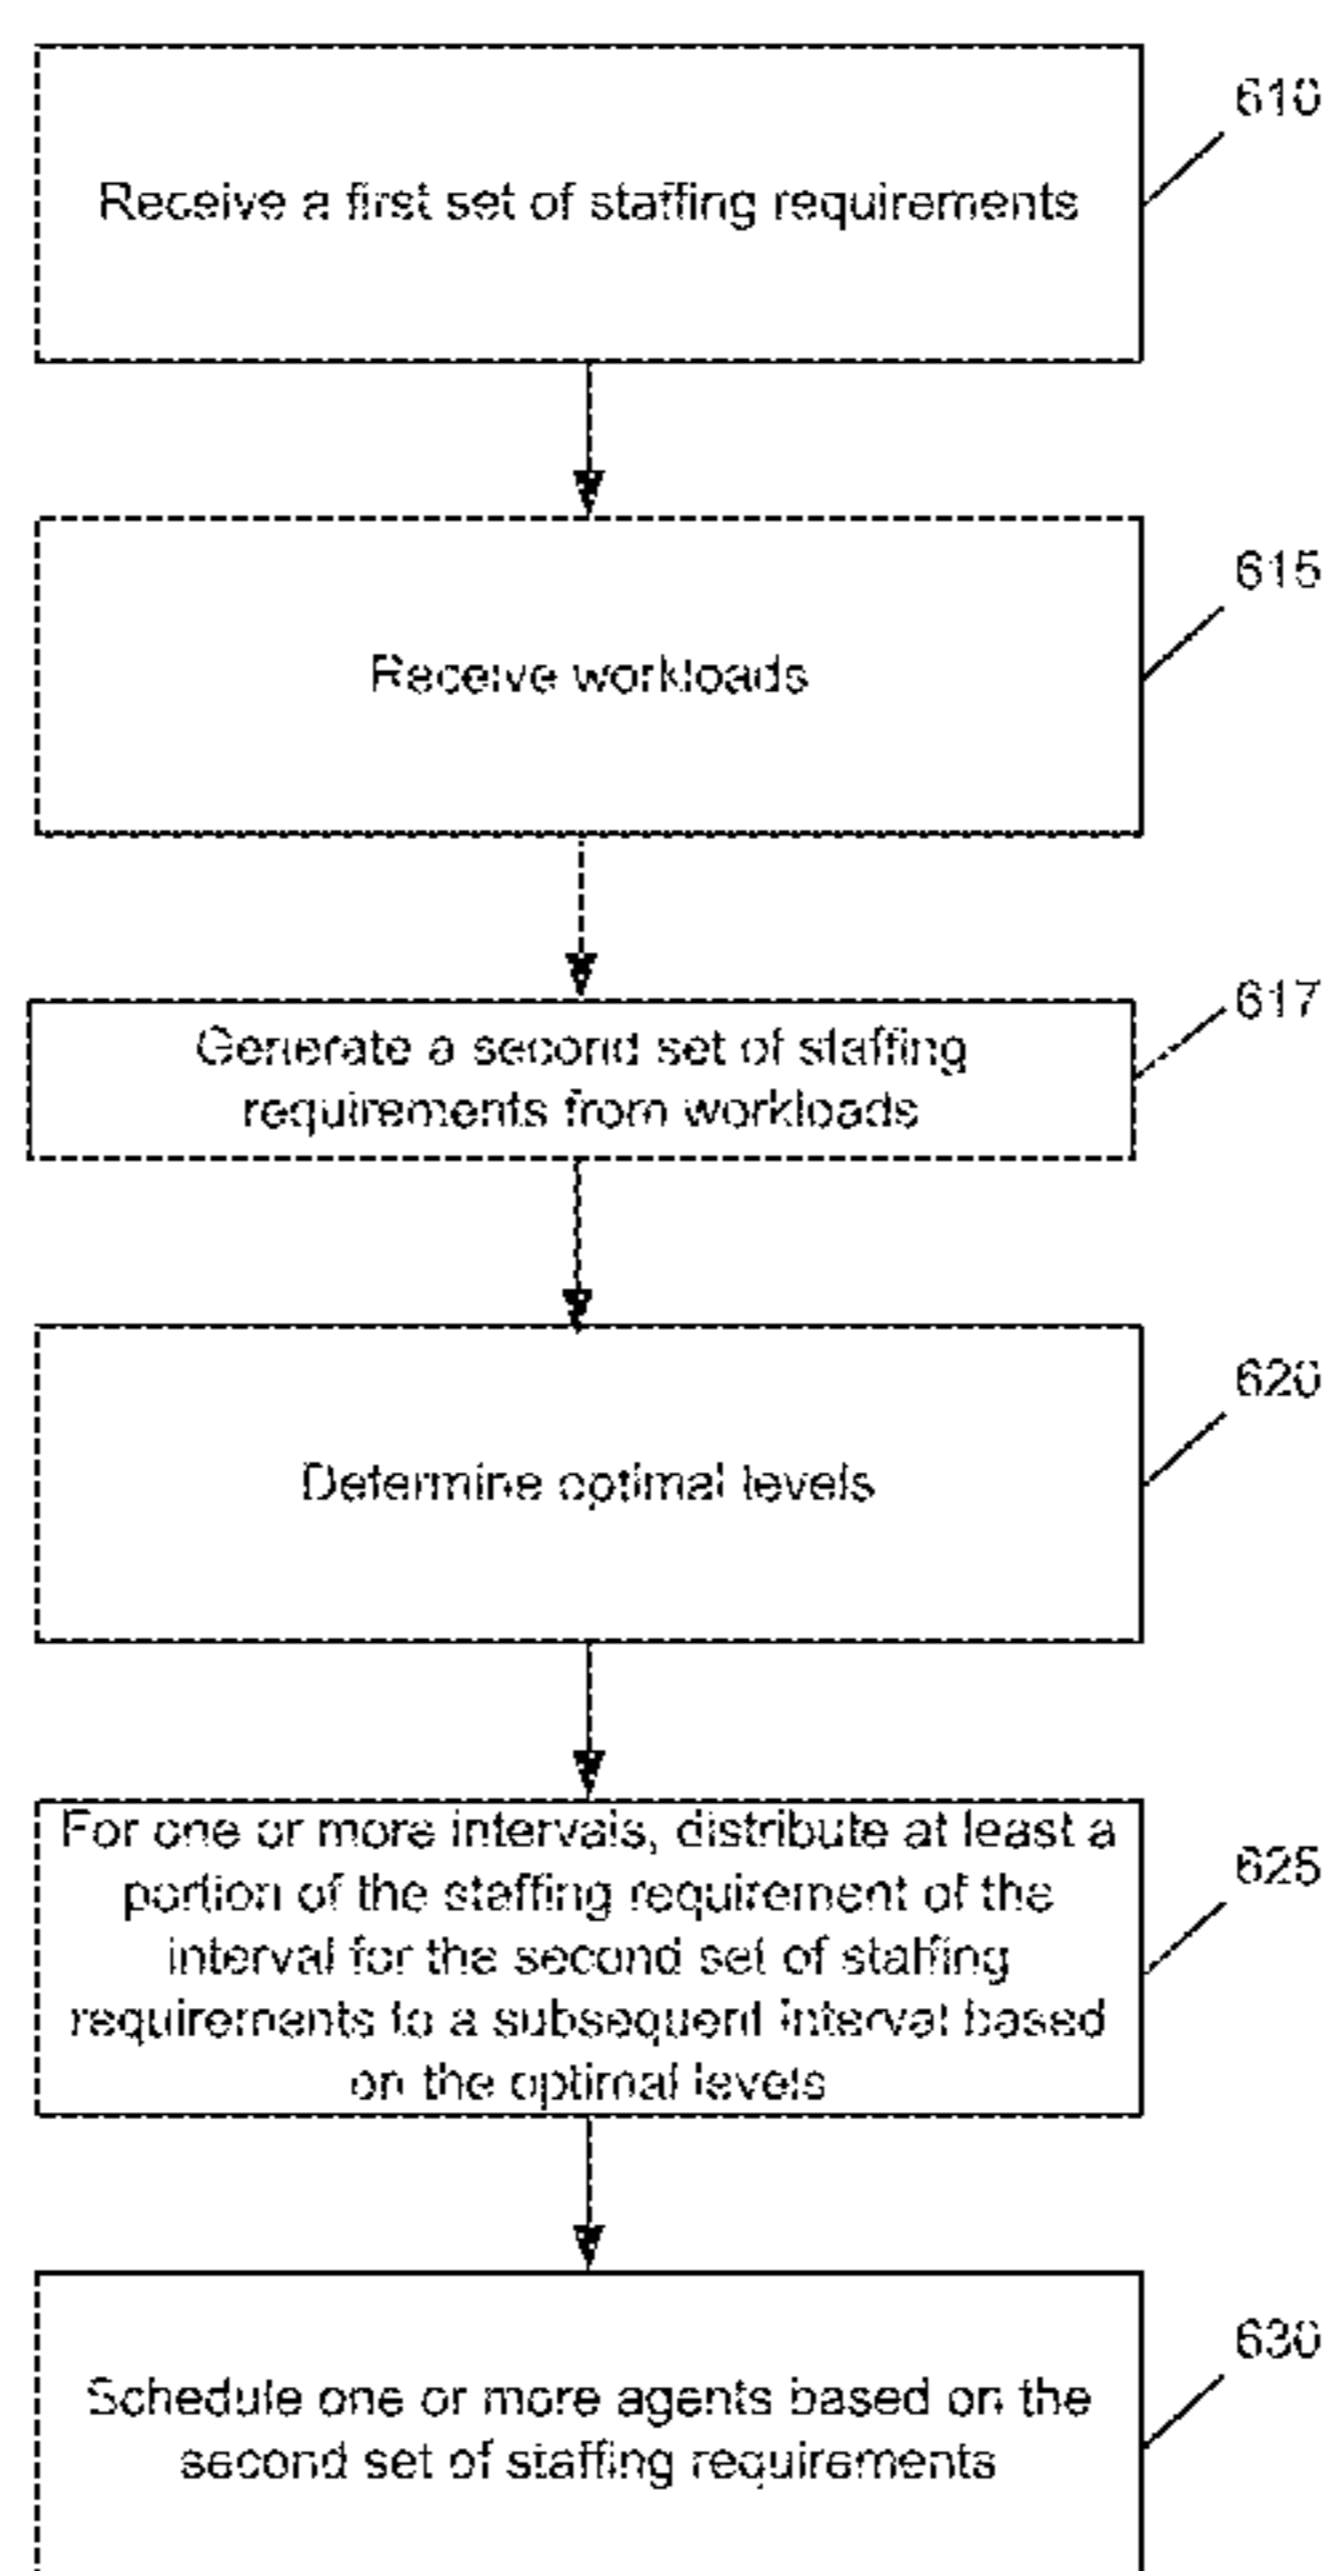 610
Receive a first set of staffing requirements
615
Receive workloads
617
Generate a second set of staffing
requirements from workloads
620
Determine optimal levels
For one or more intervals, distribute at least a
625
portion of the staffing requirement of the
interval for the second set of staffing
requirements to a subsequent interval based
on the optimal levels
630
Schedule one or more agents based on the
second set of staffing requirements